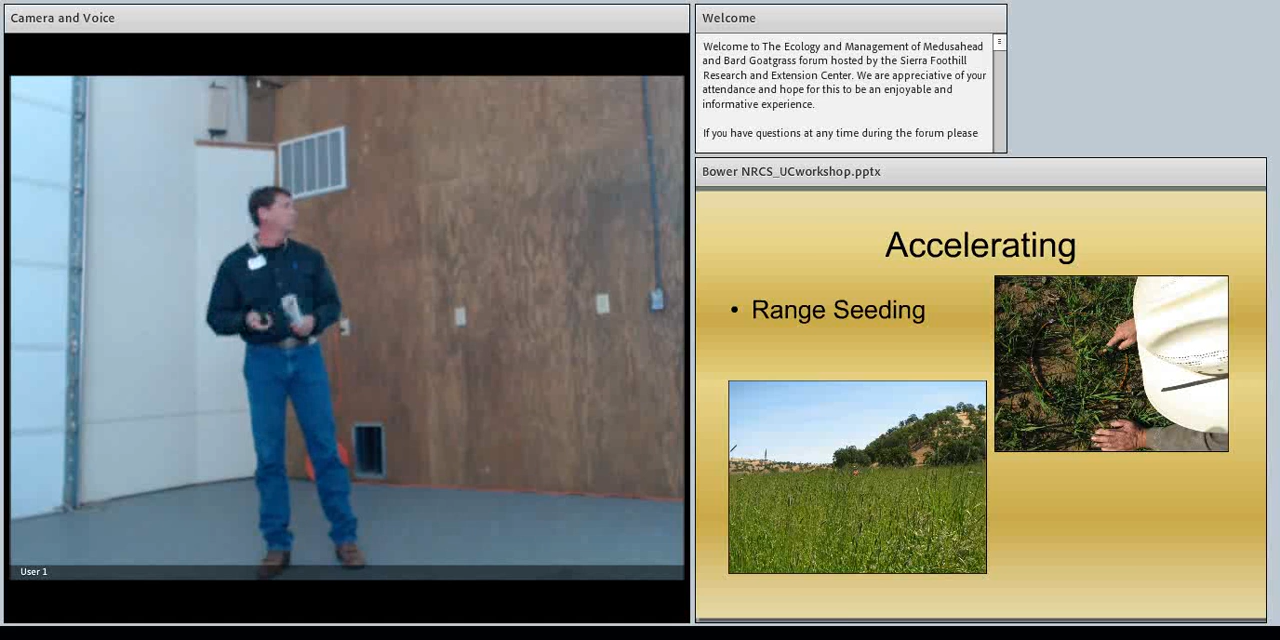 Camera and Voice
User 1
Welcome
Welcome to The Ecology and Management of Medusahead
and Bard Goatgrass forum hosted by the Sierra Foothill
Research and Extension Center. We are appreciative of your
attendance and hope for this to be an enjoyable and
informative experience.
If you have questions at any time during the forum please
Bower NRCS_UCworkshop.pptx
Accelerating
• Range Seeding